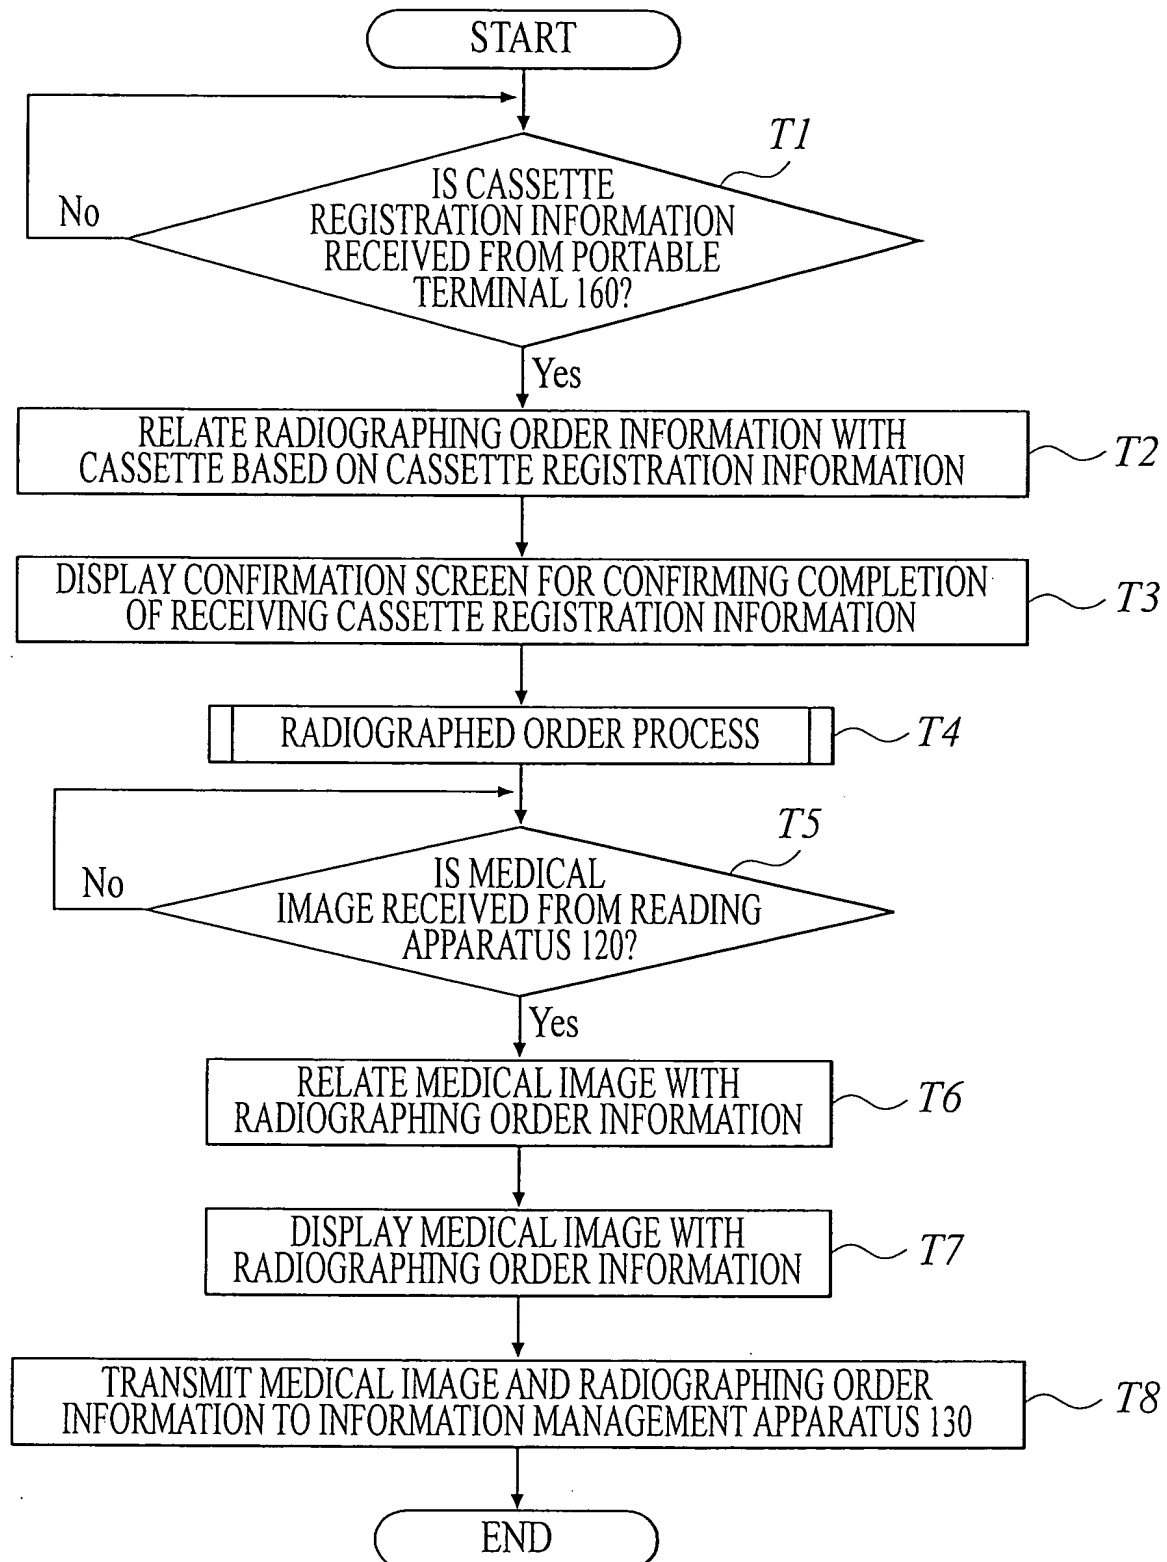 START
T1
IS CASSETTE
REGISTRATION INFORMATION
RECEIVED FROM PORTABLE
TERMINAL 160?
No
Yes
RELATE RADIOGRAPHING ORDER INFORMATION WITH
CASSETTE BASED ON CASSETTE REGISTRATION INFORMATION
T2
DISPLAY CONFIRMATION SCREEN FOR CONFIRMING COMPLETION
OF RECEIVING CASSETTE REGISTRATION INFORMATION
T3
RADIOGRAPHED ORDER PROCESS
T4
T5
IS MEDICAL
IMAGE RECEIVED FROM READING
APPARATUS 120?
No
Yes
RELATE MEDICAL IMAGE WITH
RADIOGRAPHING ORDER INFORMATION
T6
DISPLAY MEDICAL IMAGE WITH
RADIOGRAPHING ORDER INFORMATION
T7
TRANSMIT MEDICAL IMAGE AND RADIOGRAPHING ORDER
INFORMATION TO INFORMATION MANAGEMENT APPARATUS 130
T8
END